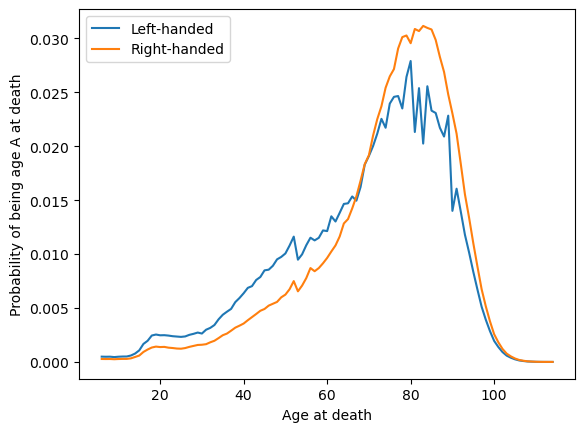 Left-handed
Right-handed
0.030
0.025
0.020
0.015
0.010
0.005
0.000
Probability of being age A at death
20 40 60 80 100
Age at death